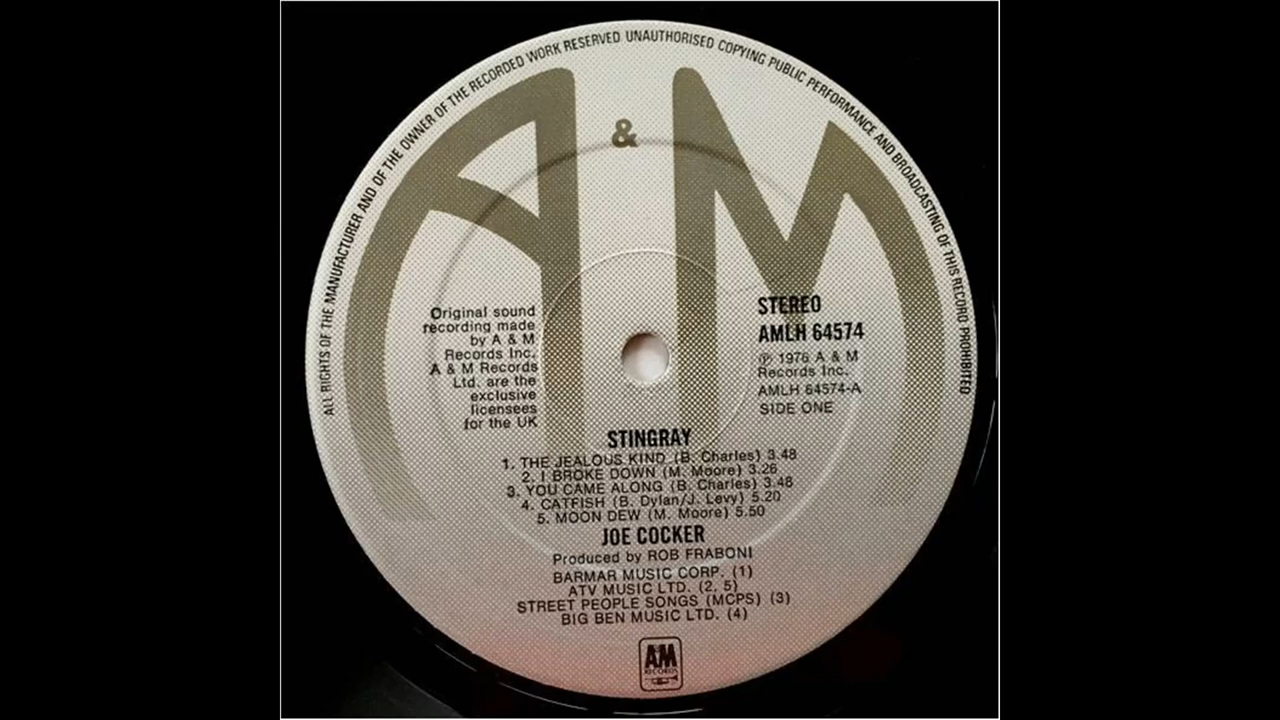 ALL RIGHTS OF THE MANUFACTURER AND OF THE OWNER OF THE RECORDED WORK RESERVED UNAUTHORISED COPYING PUBLIC PERFORMANCE AND BROADCASTING OF THIS RECORD PROHIBITED
A & M
Original sound
recording made
by A & M
Records Inc.
A & M Records
Ltd. are the
exclusive
licensees
for the UK
STEREO
AMLH 64574
℗ 1976 A & M
Records Inc.
AMLH 64574-A
SIDE ONE
STINGRAY
1. THE JEALOUS KIND (B. Charles) 3.48
2. I BROKE DOWN (M. Moore) 3.26
3. YOU CAME ALONG (B. Charles) 3.48
4. CATFISH (B. Dylan/J. Levy) 5.20
5. MOON DEW (M. Moore) 5.50
JOE COCKER
Produced by ROB FRABONI
BARMAR MUSIC CORP. (1)
ATV MUSIC LTD. (2, 5)
STREET PEOPLE SONGS (MCPS) (3)
BIG BEN MUSIC LTD. (4)
AM
RECORDS